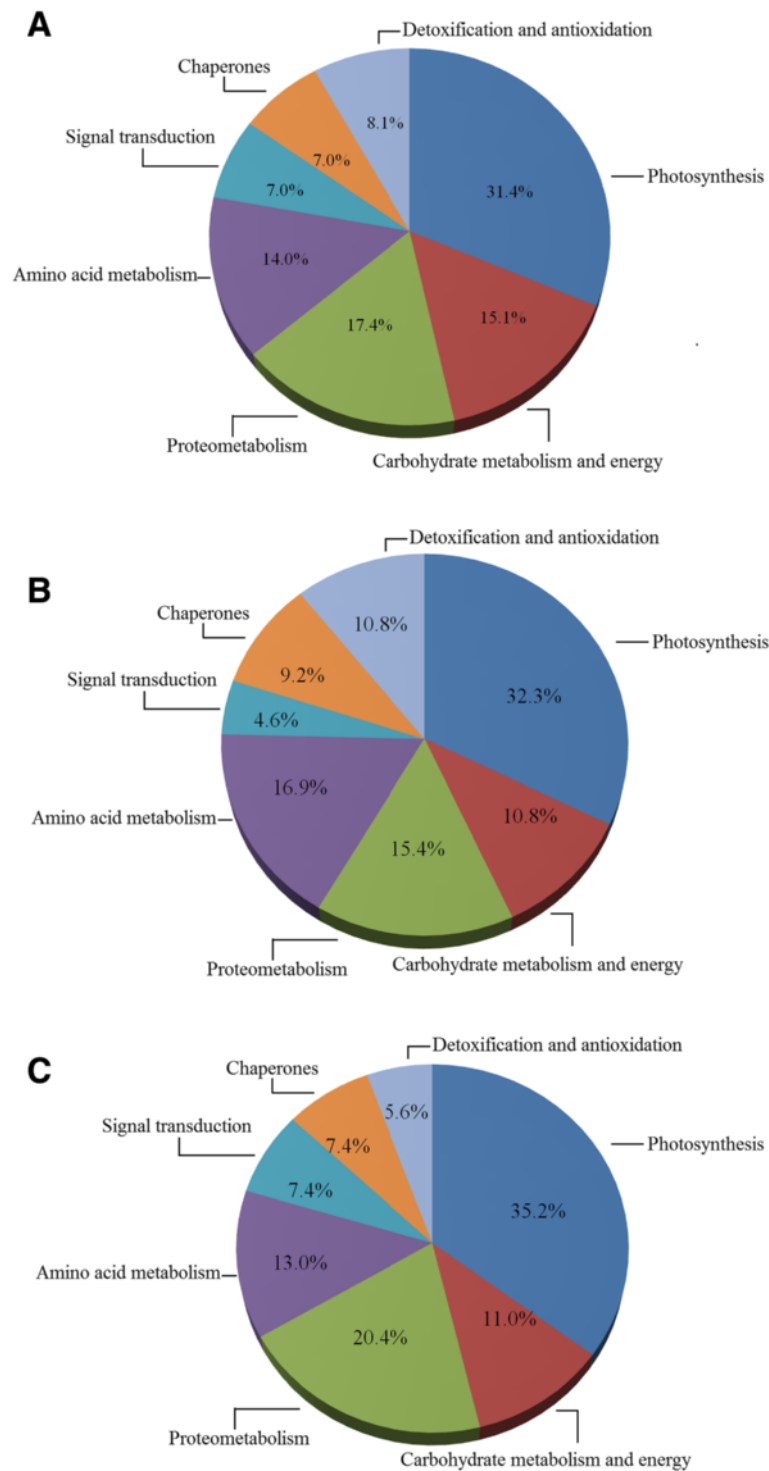 A
Detoxification and antioxidation
Chaperones
Signal transduction
8.1%
7.0%
31.4%
Photosynthesis
7.0%
Amino acid metabolism
14.0%
17.4%
15.1%
Proteometabolism
Carbohydrate metabolism and energy
B
Detoxification and antioxidation
Chaperones
10.8%
Photosynthesis
Signal transduction
9.2%
32.3%
4.6%
16.9%
Amino acid metabolism
10.8%
15.4%
Proteometabolism
Carbohydrate metabolism and energy
C
Detoxification and antioxidation
Chaperones
5.6%
Signal transduction
7.4%
Photosynthesis
7.4%
35.2%
Amino acid metabolism
13.0%
11.0%
20.4%
Proteometabolism
Carbohydrate metabolism and energy